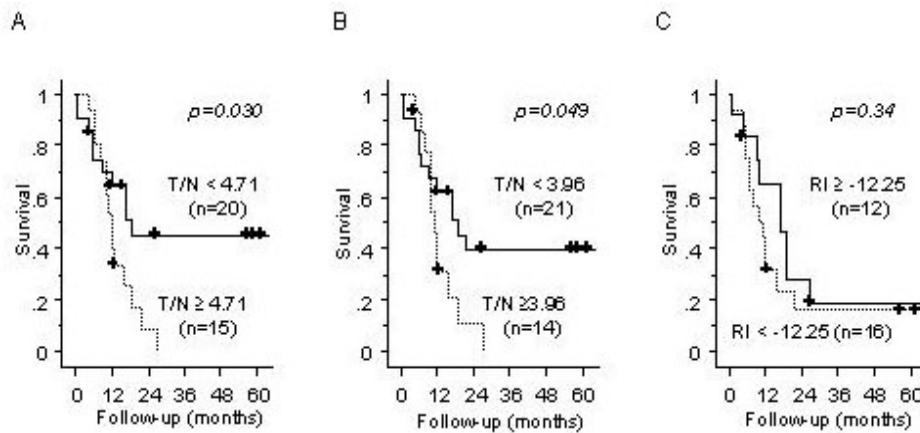 A
B
C
1
.8
.6
.4
.2
0
Survival
p=0.030
T/N < 4.71
(n=20)
T/N ≥ 4.71
(n=15)
0 12 24 36 48 60
Follow-up (months)
1
.8
.6
.4
.2
0
Survival
p=0.049
T/N < 3.96
(n=21)
T/N ≥3.96
(n=14)
0 12 24 36 48 60
Follow-up (months)
1
.8
.6
.4
.2
0
Survival
p=0.34
RI ≥ -12.25
(n=12)
RI < -12.25 (n=16)
0 12 24 36 48 60
Follow-up (months)